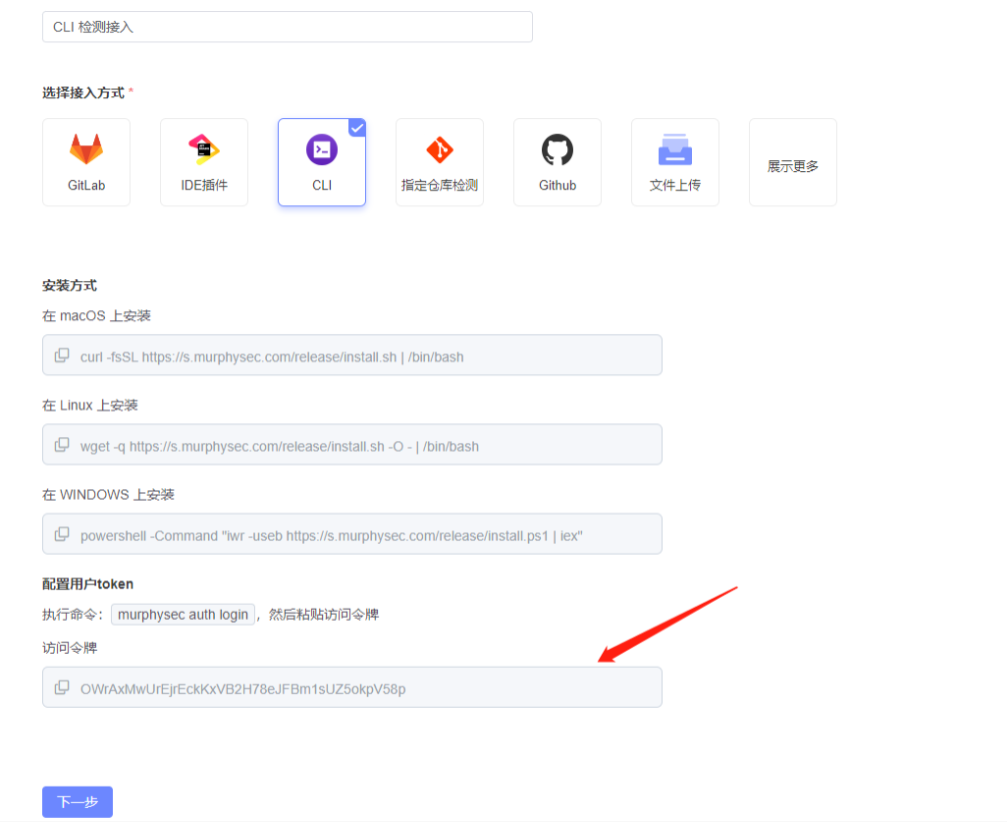 CLI 检测接入
选择接入方式 *
GitLab
IDE插件
CLI
指定仓库检测
Github
文件上传
展示更多
安装方式
在 macOS 上安装
curl -fsSL https://s.murphysec.com/release/install.sh | /bin/bash
在 Linux 上安装
wget -q https://s.murphysec.com/release/install.sh -O - | /bin/bash
在 WINDOWS 上安装
powershell -Command "iwr -useb https://s.murphysec.com/release/install.ps1 | iex"
配置用户token
执行命令： murphysec auth login ，然后粘贴访问令牌
访问令牌
OWrAxMwUrEjrEckKxVB2H78eJFBm1sUZ5okpV58p
下一步